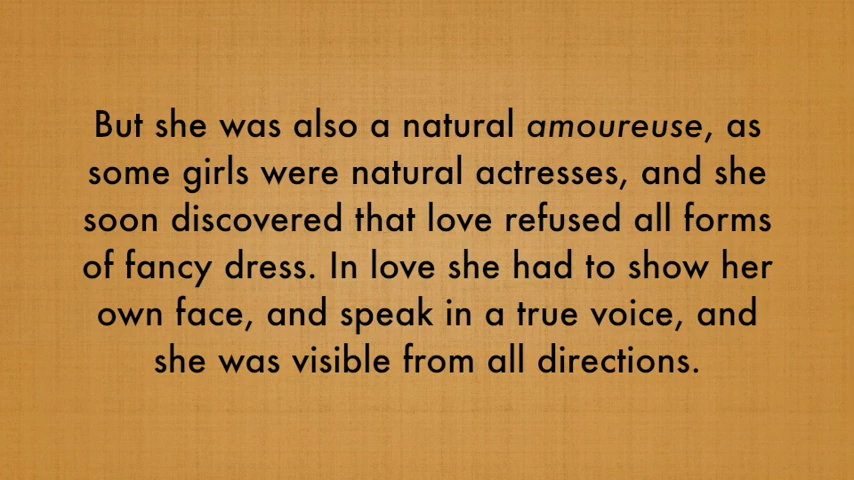 But she was also a natural amoureuse, as
some girls were natural actresses, and she
soon discovered that love refused all forms
of fancy dress. In love she had to show her
own face, and speak in a true voice, and
she was visible from all directions.